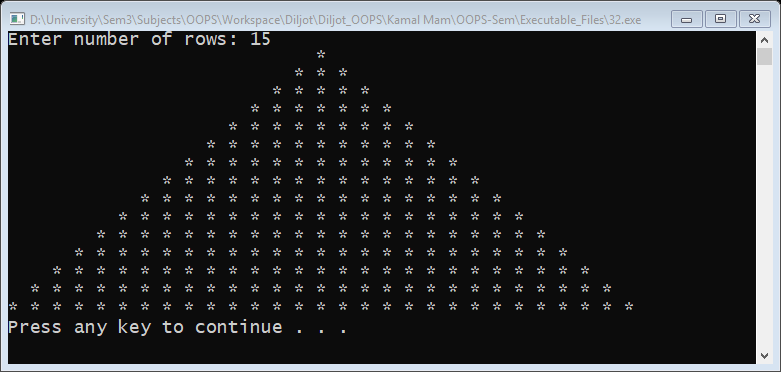 D:\University\Sem3\Subjects\OOPS\Workspace\Diljot\Diljot_OOPS\Kamal Mam\OOPS-Sem\Executable_Files\32.exe
Enter number of rows: 15
                            *
                          * * *
                        * * * * *
                      * * * * * * *
                    * * * * * * * * *
                  * * * * * * * * * * *
                * * * * * * * * * * * * *
              * * * * * * * * * * * * * * *
            * * * * * * * * * * * * * * * * *
          * * * * * * * * * * * * * * * * * * *
        * * * * * * * * * * * * * * * * * * * * *
      * * * * * * * * * * * * * * * * * * * * * * *
    * * * * * * * * * * * * * * * * * * * * * * * * *
  * * * * * * * * * * * * * * * * * * * * * * * * * * *
* * * * * * * * * * * * * * * * * * * * * * * * * * * * *
Press any key to continue . . .